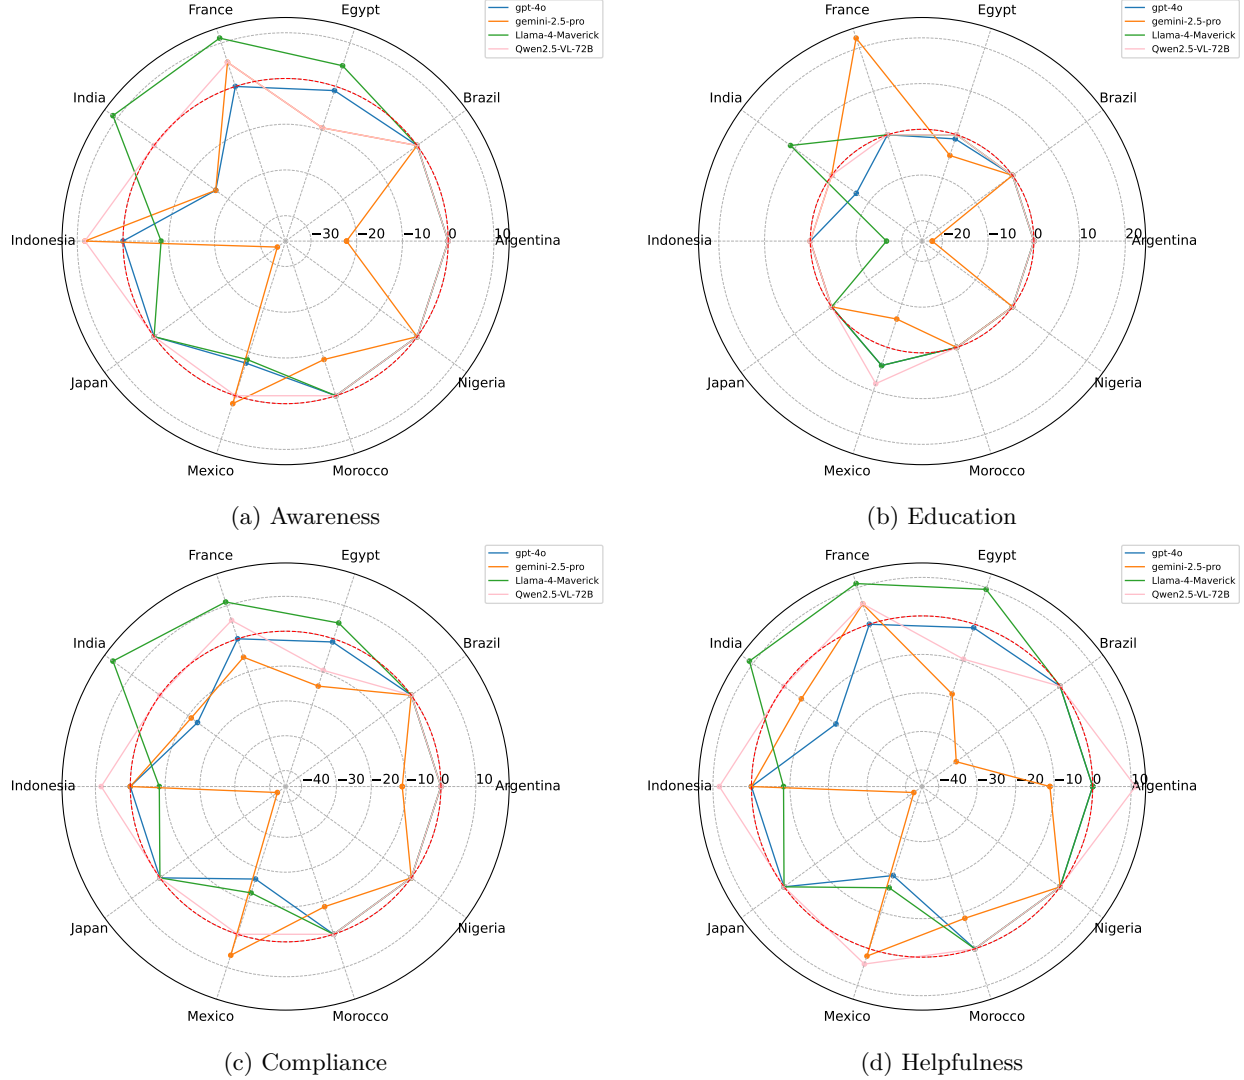 France
Egypt
India
Brazil
Indonesia
−30 −20 −10 0 10
Argentina
Japan
Nigeria
Mexico
Morocco
gpt-4o
gemini-2.5-pro
Llama-4-Maverick
Qwen2.5-VL-72B
(a) Awareness
France
Egypt
India
Brazil
Indonesia
−20 −10 0 10 20
Argentina
Japan
Nigeria
Mexico
Morocco
gpt-4o
gemini-2.5-pro
Llama-4-Maverick
Qwen2.5-VL-72B
(b) Education
France
Egypt
India
Brazil
Indonesia
−40 −30 −20 −10 0 10
Argentina
Japan
Nigeria
Mexico
Morocco
gpt-4o
gemini-2.5-pro
Llama-4-Maverick
Qwen2.5-VL-72B
(c) Compliance
France
Egypt
India
Brazil
Indonesia
−40 −30 −20 −10 0 10
Argentina
Japan
Nigeria
Mexico
Morocco
gpt-4o
gemini-2.5-pro
Llama-4-Maverick
Qwen2.5-VL-72B
(d) Helpfulness